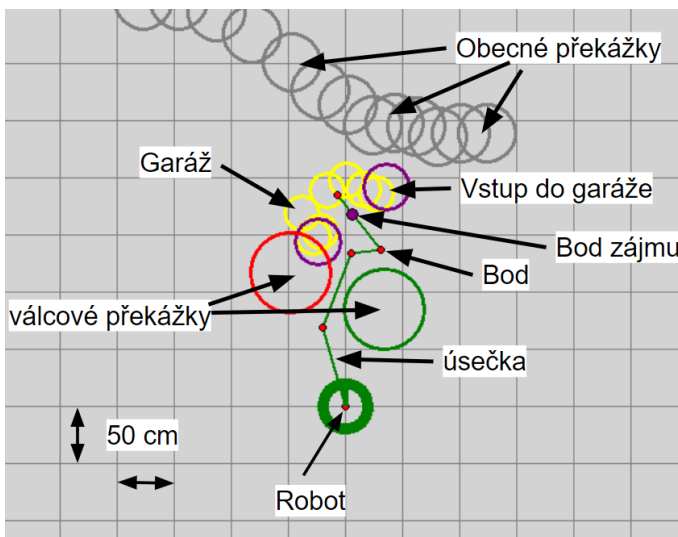 Obecné překážky
Garáž
Vstup do garáže
Bod zájmu
Bod
válcové překážky
úsečka
50 cm
Robot